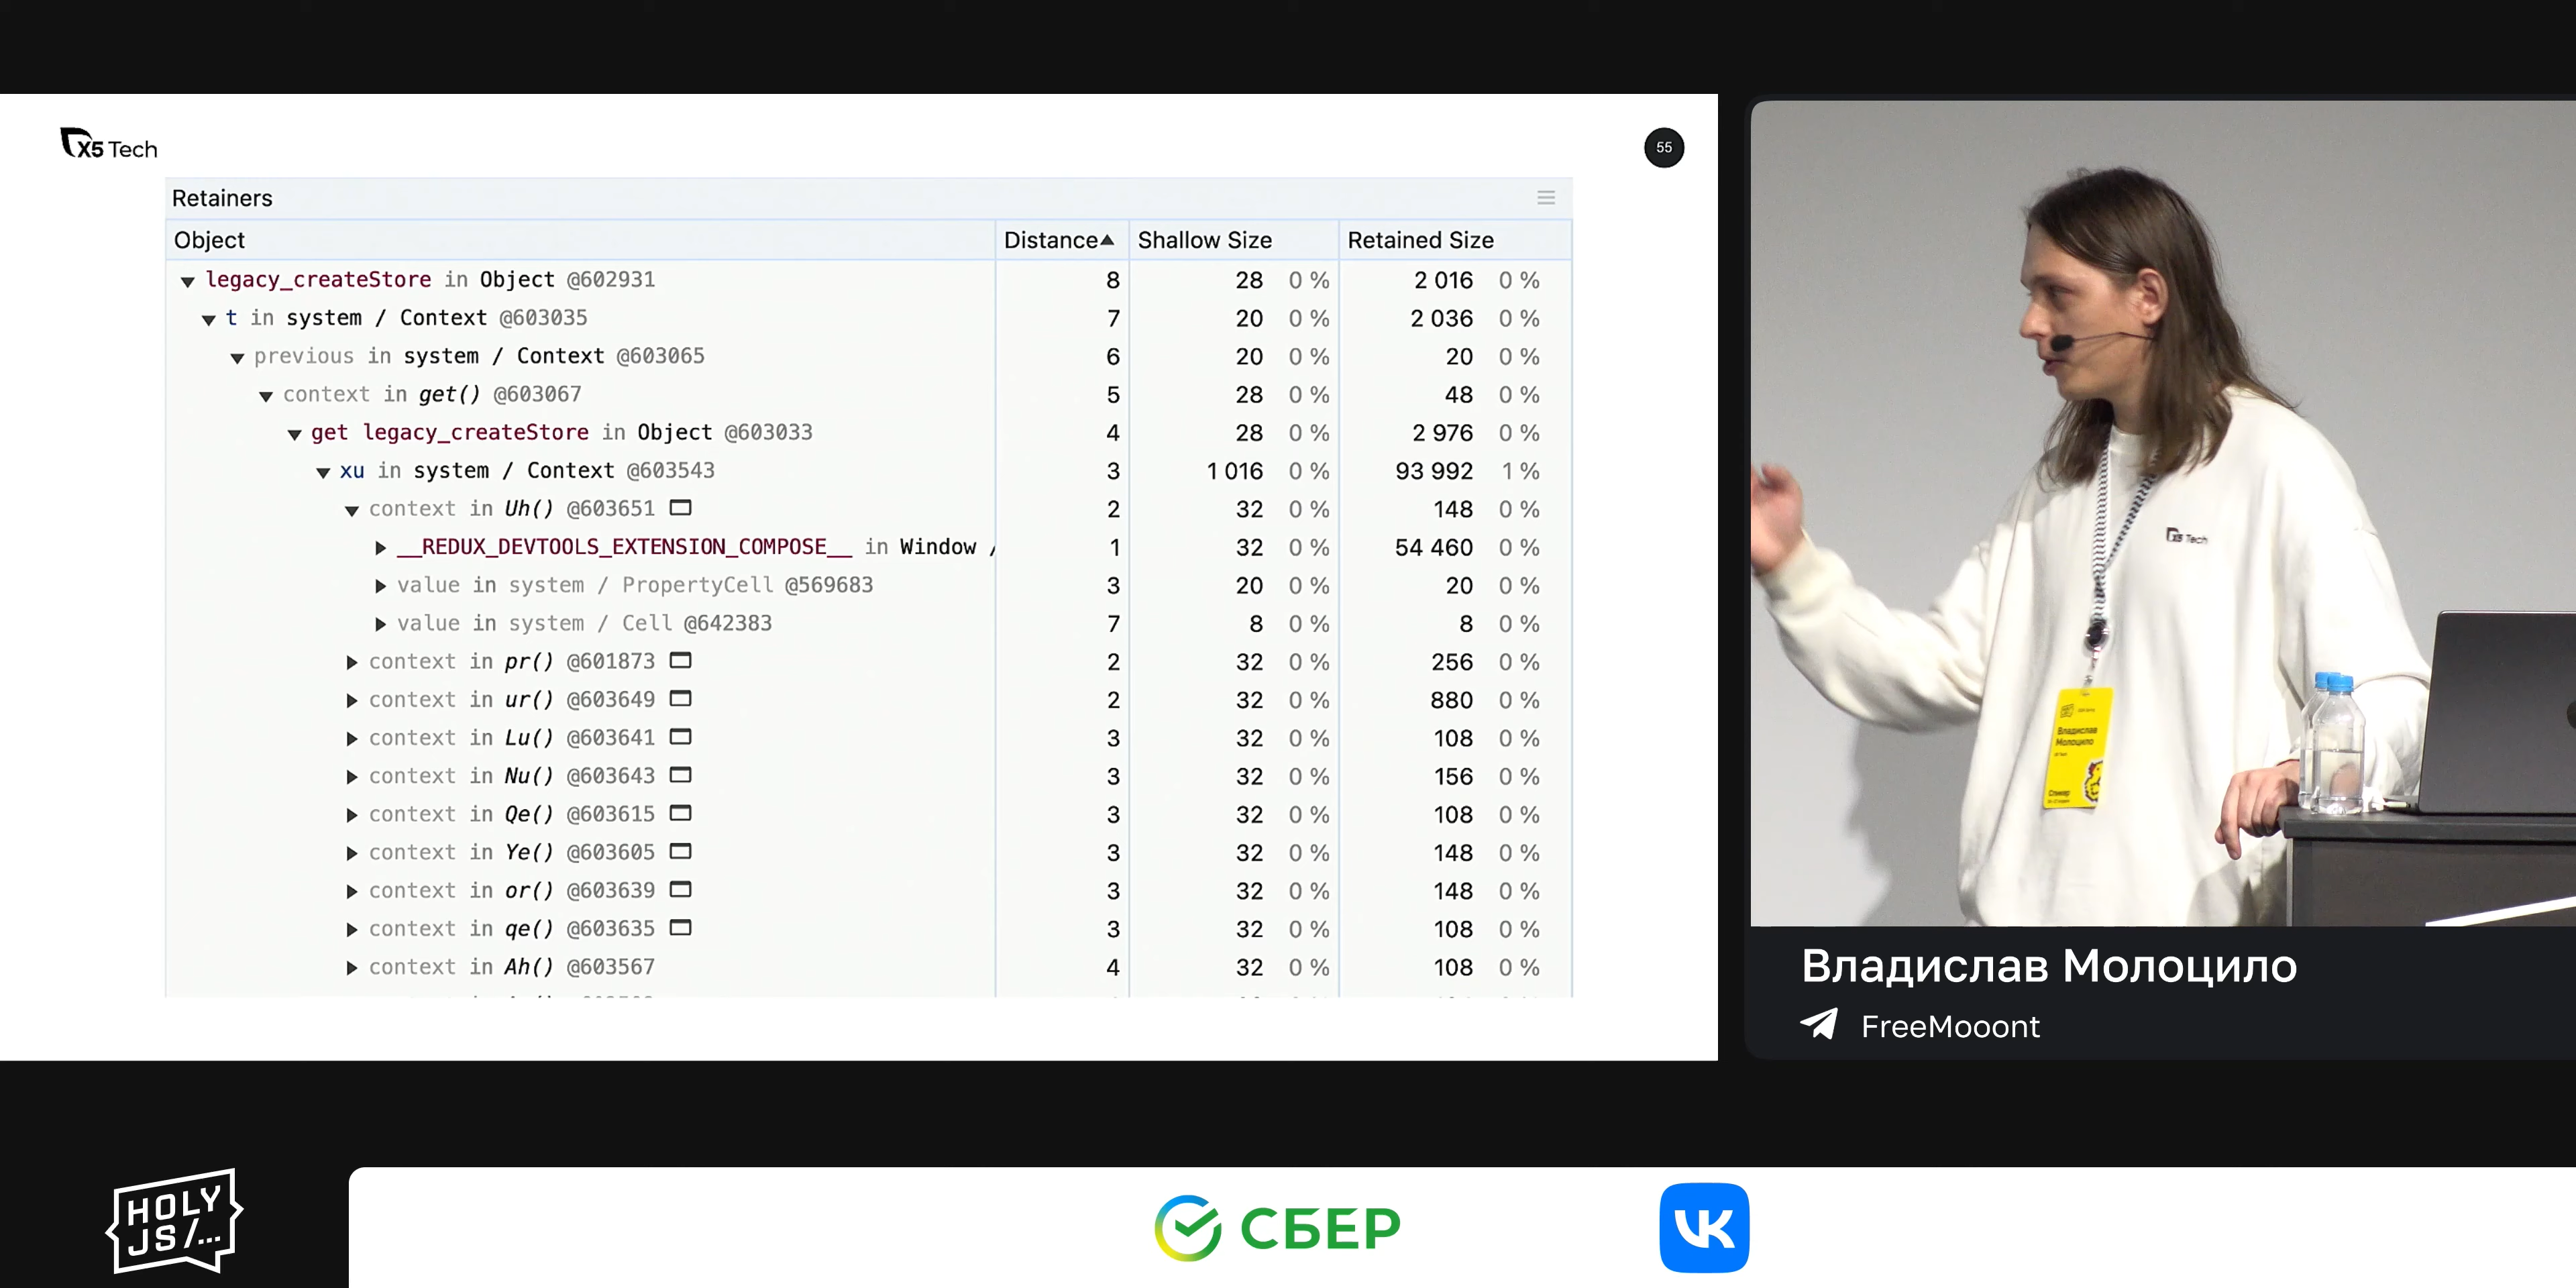 X5 Tech
55
Retainers
Object Distance▲ Shallow Size Retained Size
▼ legacy_createStore in Object @602931 8 28 0 % 2 016 0 %
▼ t in system / Context @603035 7 20 0 % 2 036 0 %
▼ previous in system / Context @603065 6 20 0 % 20 0 %
▼ context in get() @603067 5 28 0 % 48 0 %
▼ get legacy_createStore in Object @603033 4 28 0 % 2 976 0 %
▼ xu in system / Context @603543 3 1 016 0 % 93 992 1 %
▼ context in Uh() @603651 2 32 0 % 148 0 %
▶ __REDUX_DEVTOOLS_EXTENSION_COMPOSE__ in Window / 1 32 0 % 54 460 0 %
▶ value in system / PropertyCell @569683 3 20 0 % 20 0 %
▶ value in system / Cell @642383 7 8 0 % 8 0 %
▶ context in pr() @601873 2 32 0 % 256 0 %
▶ context in ur() @603649 2 32 0 % 880 0 %
▶ context in Lu() @603641 3 32 0 % 108 0 %
▶ context in Nu() @603643 3 32 0 % 156 0 %
▶ context in Qe() @603615 3 32 0 % 108 0 %
▶ context in Ye() @603605 3 32 0 % 148 0 %
▶ context in or() @603639 3 32 0 % 148 0 %
▶ context in qe() @603635 3 32 0 % 108 0 %
▶ context in Ah() @603567 4 32 0 % 108 0 %
X5 Tech
Владислав
Молоцило
Спикер
Владислав Молоцило
FreeMooont
HOLY
JS/...
СБЕР
VK